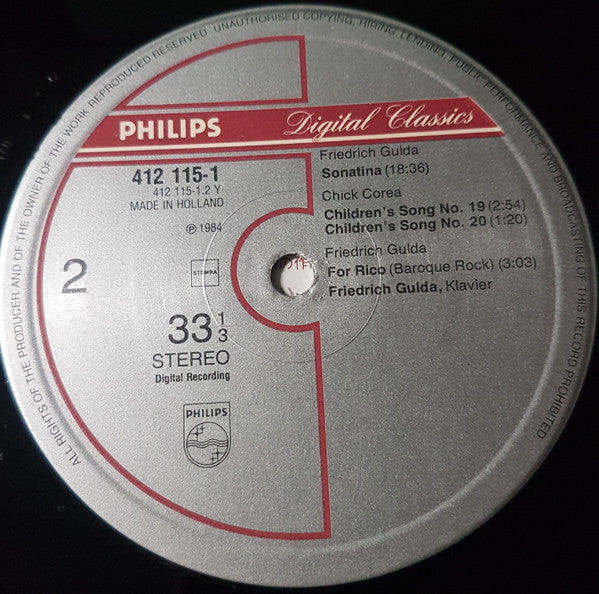 ALL RIGHTS OF THE PRODUCER AND OF THE OWNER OF THE WORK REPRODUCED RESERVED. UNAUTHORISED COPYING, HIRING, LENDING, PUBLIC PERFORMANCE AND BROADCASTING OF THIS RECORD PROHIBITED
PHILIPS Digital Classics
412 115-1
412 115-1.2 Y
MADE IN HOLLAND
℗ 1984
2
STEMRA
33 1/3
STEREO
Digital Recording
PHILIPS
Friedrich Gulda
Sonatina (18:36)
Chick Corea
Children's Song No. 19 (2:54)
Children's Song No. 20 (1:20)
Friedrich Gulda
For Rico (Baroque Rock) (3:03)
Friedrich Gulda, Klavier